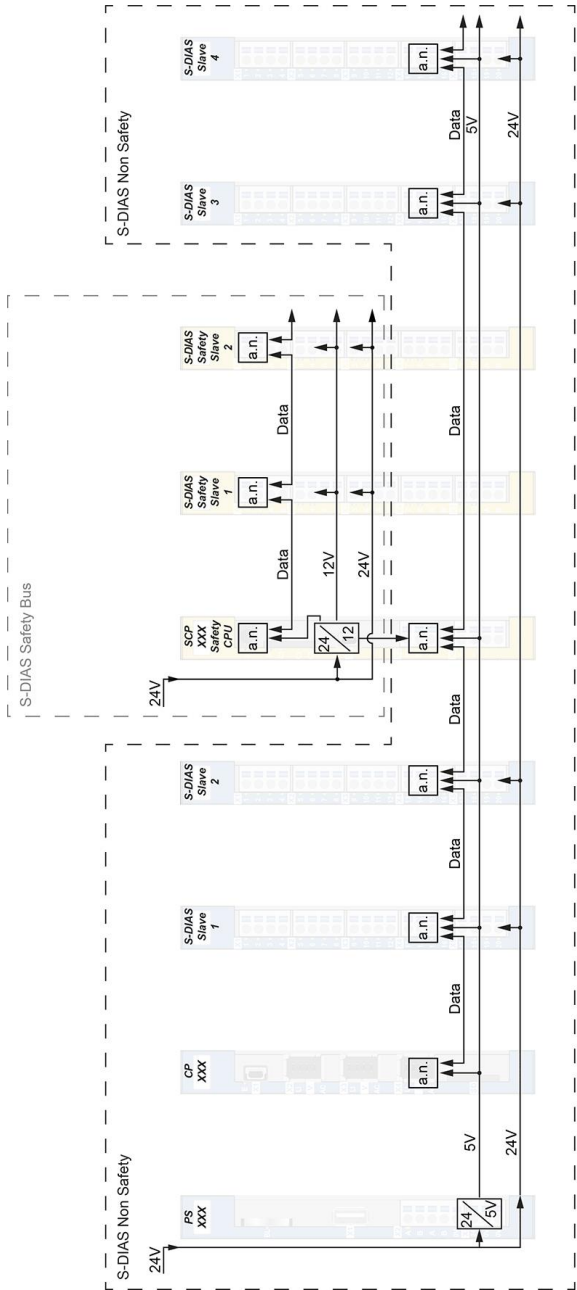 S-DIAS Safety Bus
S-DIAS Non Safety
S-DIAS Non Safety
24V
24V
PS
XXX
CP
XXX
S-DIAS
Slave
1
S-DIAS
Slave
2
SCP
XXX
Safety
CPU
S-DIAS
Safety
Slave
1
S-DIAS
Safety
Slave
2
S-DIAS
Slave
3
S-DIAS
Slave
4
a.n.
a.n.
a.n.
Data
Data
24
12
12V
24V
a.n.
a.n.
a.n.
a.n.
a.n.
a.n.
Data
Data
Data
Data
Data
24
5V
5V
5V
24V
24V